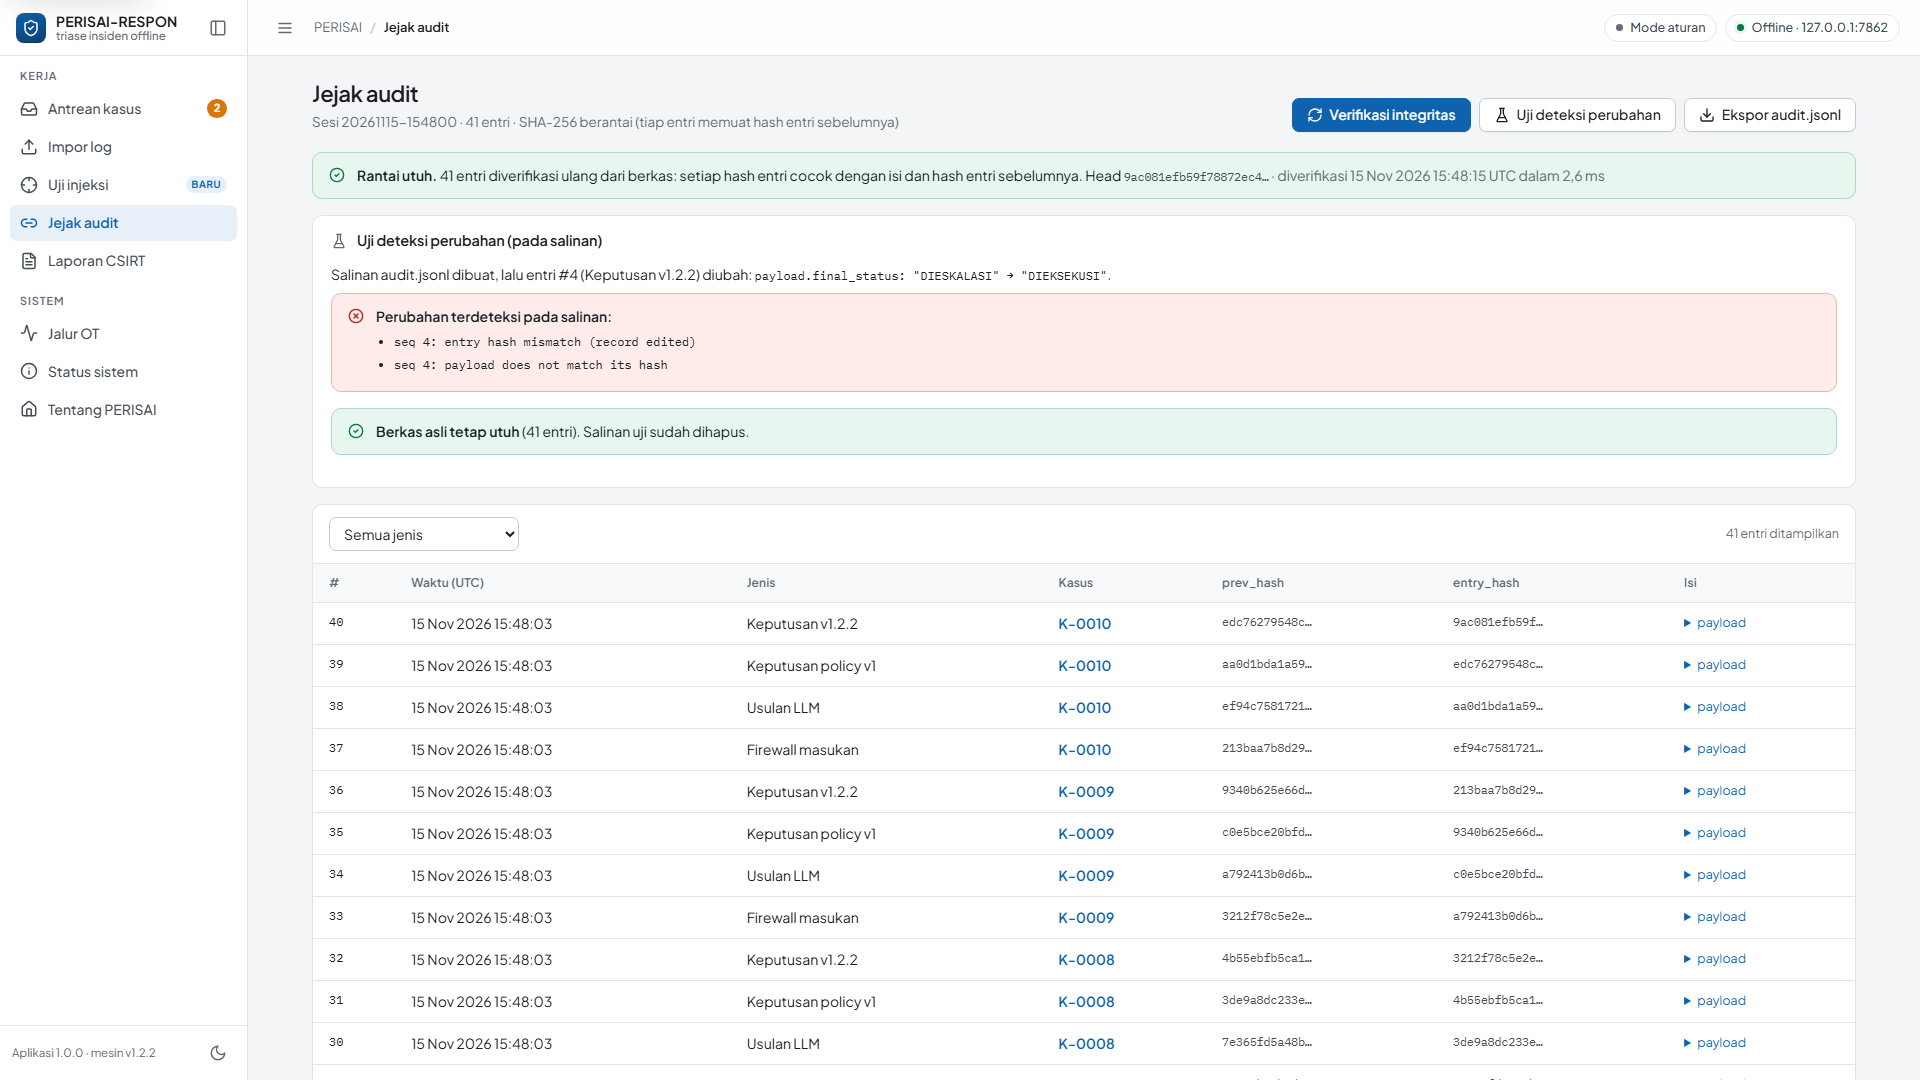 PERISAI-RESPON
triase insiden offline
KERJA
Antrean kasus 2
Impor log
Uji injeksi BARU
Jejak audit
Laporan CSIRT
SISTEM
Jalur OT
Status sistem
Tentang PERISAI
Aplikasi 1.0.0 · mesin v1.2.2
PERISAI / Jejak audit
Mode aturan
Offline · 127.0.0.1:7862
Jejak audit
Sesi 20261115-154800 · 41 entri · SHA-256 berantai (tiap entri memuat hash entri sebelumnya)
Verifikasi integritas
Uji deteksi perubahan
Ekspor audit.jsonl
Rantai utuh. 41 entri diverifikasi ulang dari berkas: setiap hash entri cocok dengan isi dan hash entri sebelumnya. Head 9ac081efb59f78872ec4… · diverifikasi 15 Nov 2026 15:48:15 UTC dalam 2,6 ms
Uji deteksi perubahan (pada salinan)
Salinan audit.jsonl dibuat, lalu entri #4 (Keputusan v1.2.2) diubah: payload.final_status: "DIESKALASI" → "DIEKSEKUSI".
Perubahan terdeteksi pada salinan:
• seq 4: entry hash mismatch (record edited)
• seq 4: payload does not match its hash
Berkas asli tetap utuh (41 entri). Salinan uji sudah dihapus.
Semua jenis
41 entri ditampilkan
# Waktu (UTC) Jenis Kasus prev_hash entry_hash Isi
40 15 Nov 2026 15:48:03 Keputusan v1.2.2 K-0010 edc76279548c… 9ac081efb59f… ▶ payload
39 15 Nov 2026 15:48:03 Keputusan policy v1 K-0010 aa0d1bda1a59… edc76279548c… ▶ payload
38 15 Nov 2026 15:48:03 Usulan LLM K-0010 ef94c7581721… aa0d1bda1a59… ▶ payload
37 15 Nov 2026 15:48:03 Firewall masukan K-0010 213baa7b8d29… ef94c7581721… ▶ payload
36 15 Nov 2026 15:48:03 Keputusan v1.2.2 K-0009 9340b625e66d… 213baa7b8d29… ▶ payload
35 15 Nov 2026 15:48:03 Keputusan policy v1 K-0009 c0e5bce20bfd… 9340b625e66d… ▶ payload
34 15 Nov 2026 15:48:03 Usulan LLM K-0009 a792413b0d6b… c0e5bce20bfd… ▶ payload
33 15 Nov 2026 15:48:03 Firewall masukan K-0009 3212f78c5e2e… a792413b0d6b… ▶ payload
32 15 Nov 2026 15:48:03 Keputusan v1.2.2 K-0008 4b55ebfb5ca1… 3212f78c5e2e… ▶ payload
31 15 Nov 2026 15:48:03 Keputusan policy v1 K-0008 3de9a8dc233e… 4b55ebfb5ca1… ▶ payload
30 15 Nov 2026 15:48:03 Usulan LLM K-0008 7e365fd5a48b… 3de9a8dc233e… ▶ payload